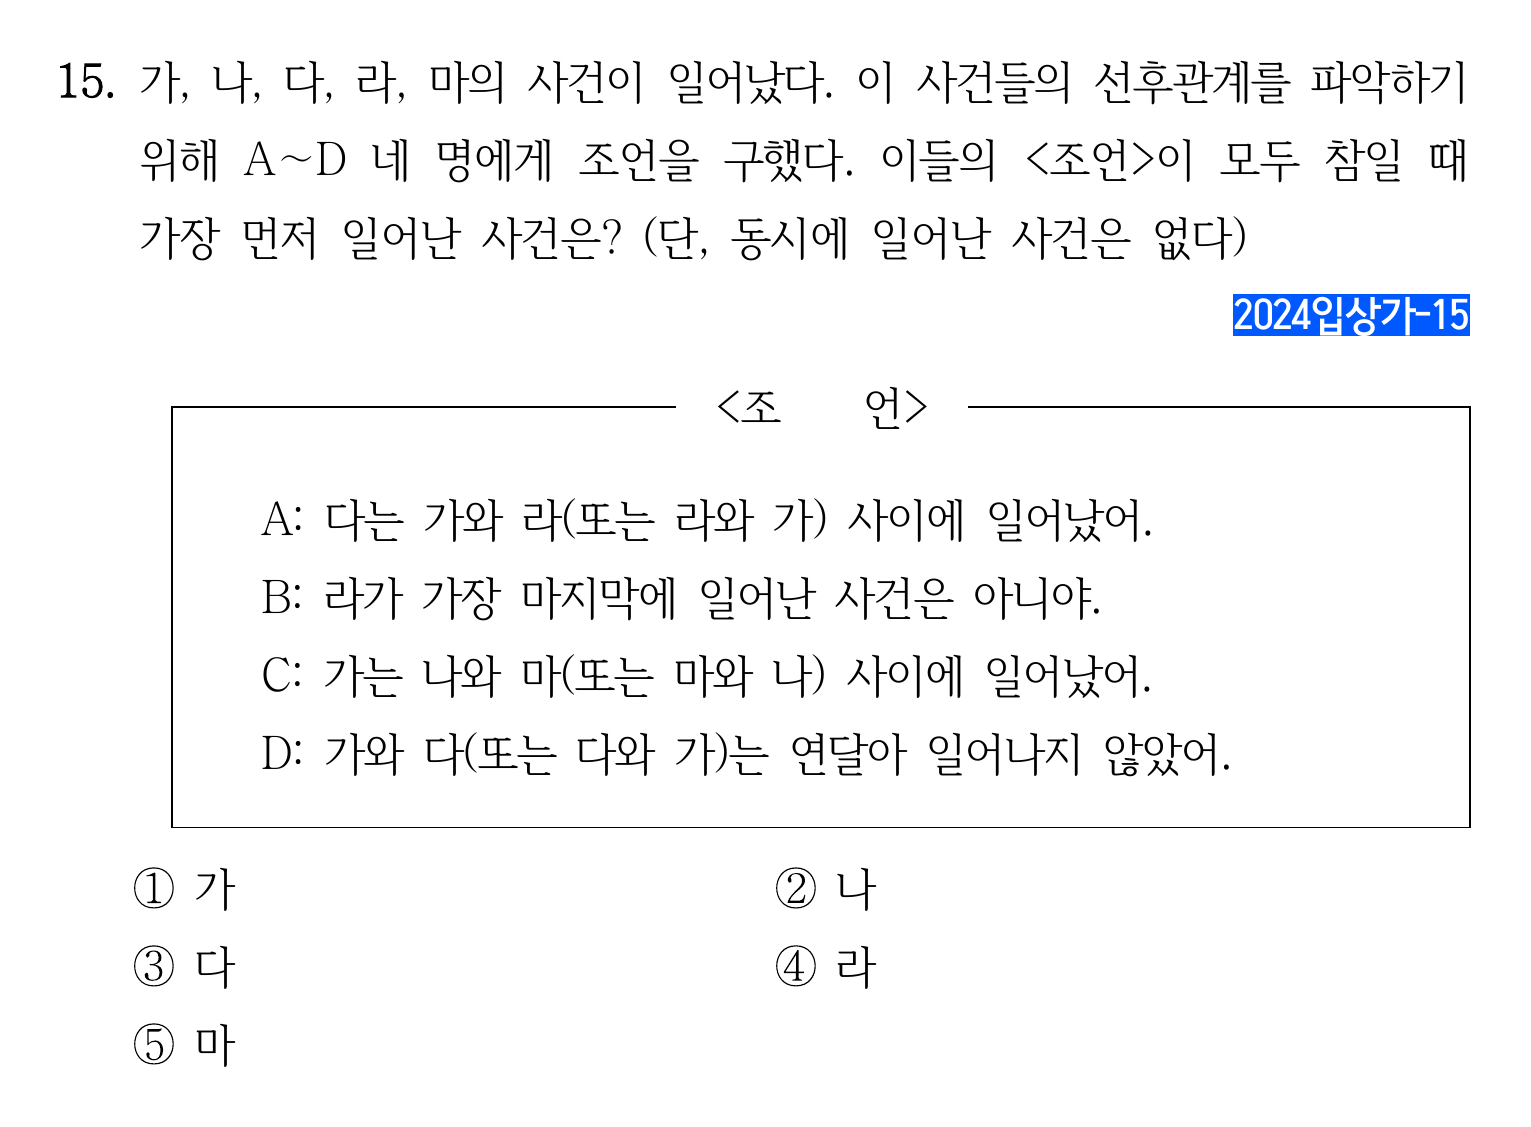 15. 가, 나, 다, 라, 마의 사건이 일어났다. 이 사건들의 선후관계를 파악하기
위해 A~D 네 명에게 조언을 구했다. 이들의 <조언>이 모두 참일 때
가장 먼저 일어난 사건은? (단, 동시에 일어난 사건은 없다)
2024입상가-15
<조 언>
A: 다는 가와 라(또는 라와 가) 사이에 일어났어.
B: 라가 가장 마지막에 일어난 사건은 아니야.
C: 가는 나와 마(또는 마와 나) 사이에 일어났어.
D: 가와 다(또는 다와 가)는 연달아 일어나지 않았어.
① 가 ② 나
③ 다 ④ 라
⑤ 마